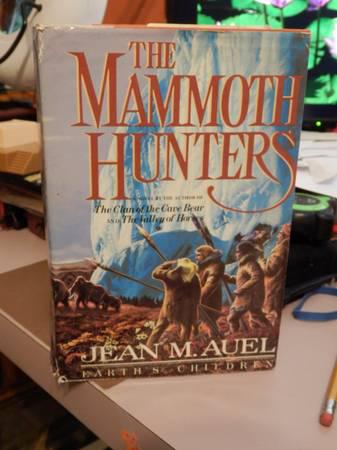 THE
MAMMOTH
HUNTERS
A NOVEL BY THE AUTHOR OF
The Clan of the Cave Bear
AND The Valley of Horses
JEAN M. AUEL
EARTH'S CHILDREN